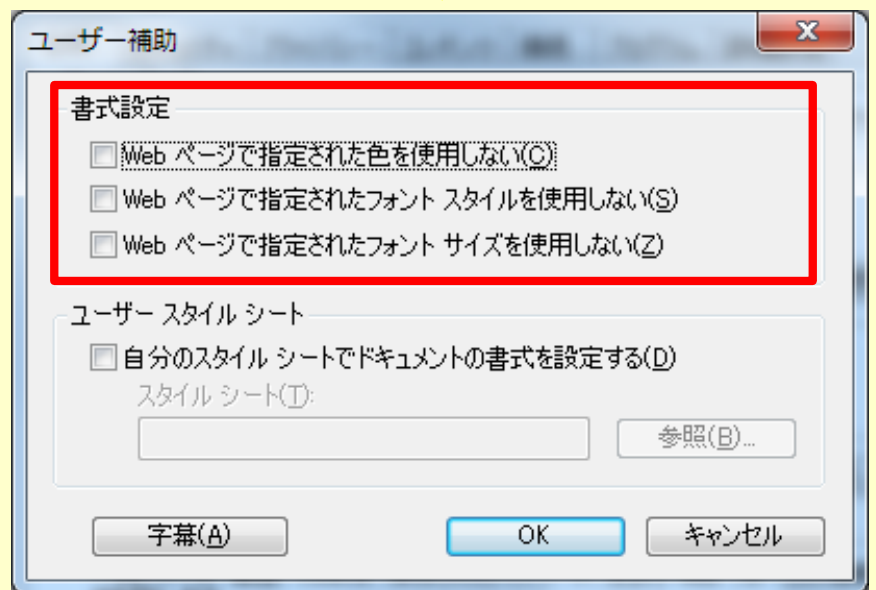 ユーザー補助
書式設定
Web ページで指定された色を使用しない(C)
Web ページで指定されたフォント スタイルを使用しない(S)
Web ページで指定されたフォント サイズを使用しない(Z)
ユーザー スタイル シート
自分のスタイル シートでドキュメントの書式を設定する(D)
スタイル シート(T):
参照(B)...
字幕(A)
OK
キャンセル